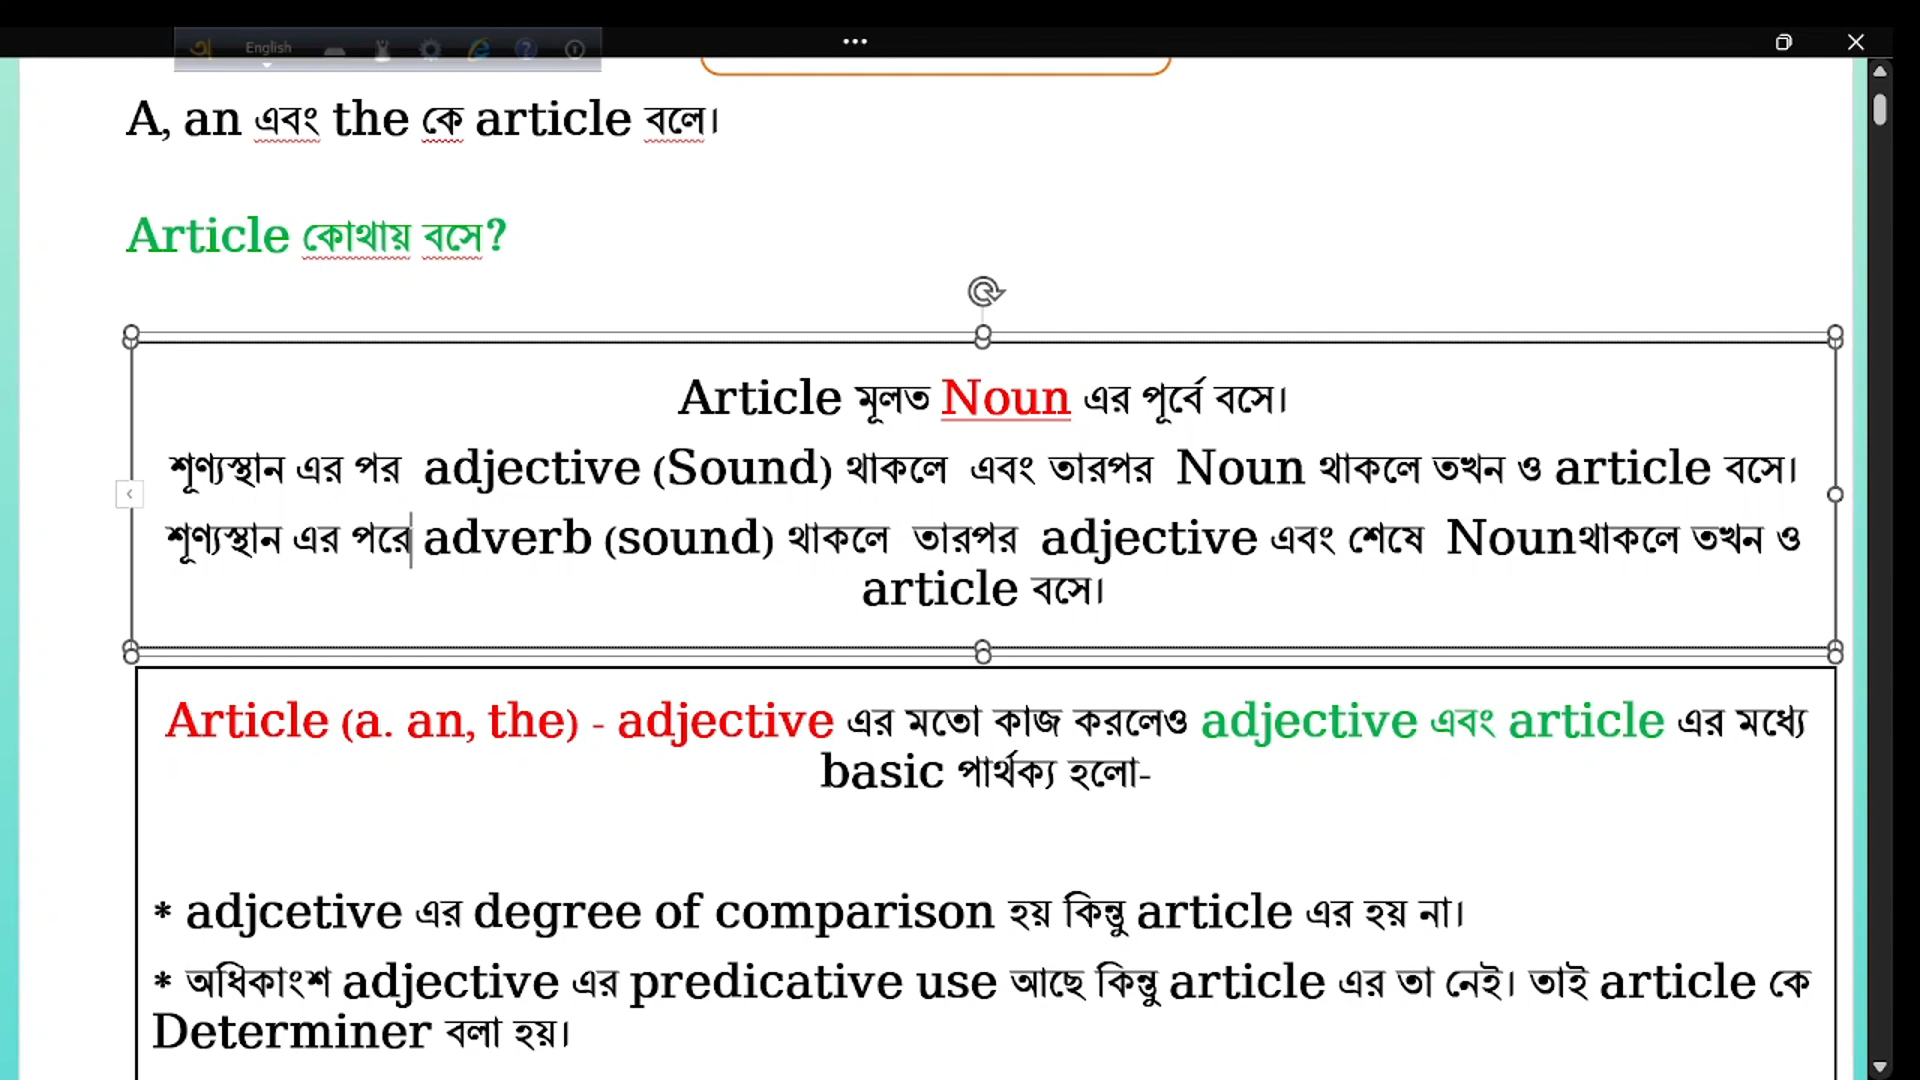 English
A, an এবং the কে article বলে।
Article কোথায় বসে?
Article মূলত Noun এর পূর্বে বসে।
শূণ্যস্থান এর পর adjective (Sound) থাকলে এবং তারপর Noun থাকলে তখন ও article বসে।
শূণ্যস্থান এর পরে adverb (sound) থাকলে তারপর adjective এবং শেষে Nounথাকলে তখন ও
article বসে।
Article (a. an, the) - adjective এর মতো কাজ করলেও adjective এবং article এর মধ্যে
basic পার্থক্য হলো-
* adjcetive এর degree of comparison হয় কিন্তু article এর হয় না।
* অধিকাংশ adjective এর predicative use আছে কিন্তু article এর তা নেই। তাই article কে
Determiner বলা হয়।